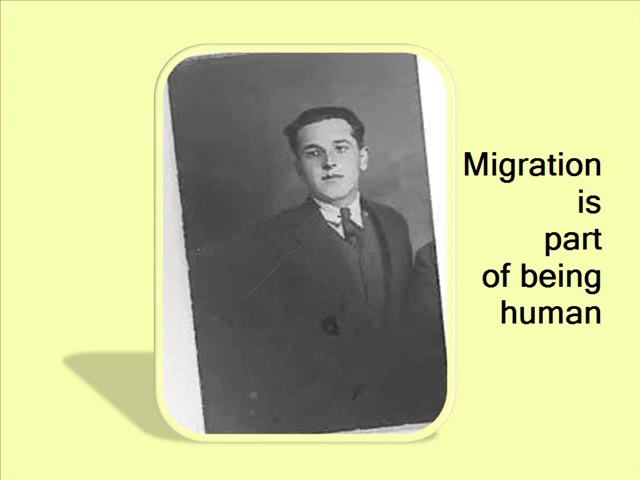 Migration
is
part
of being
human